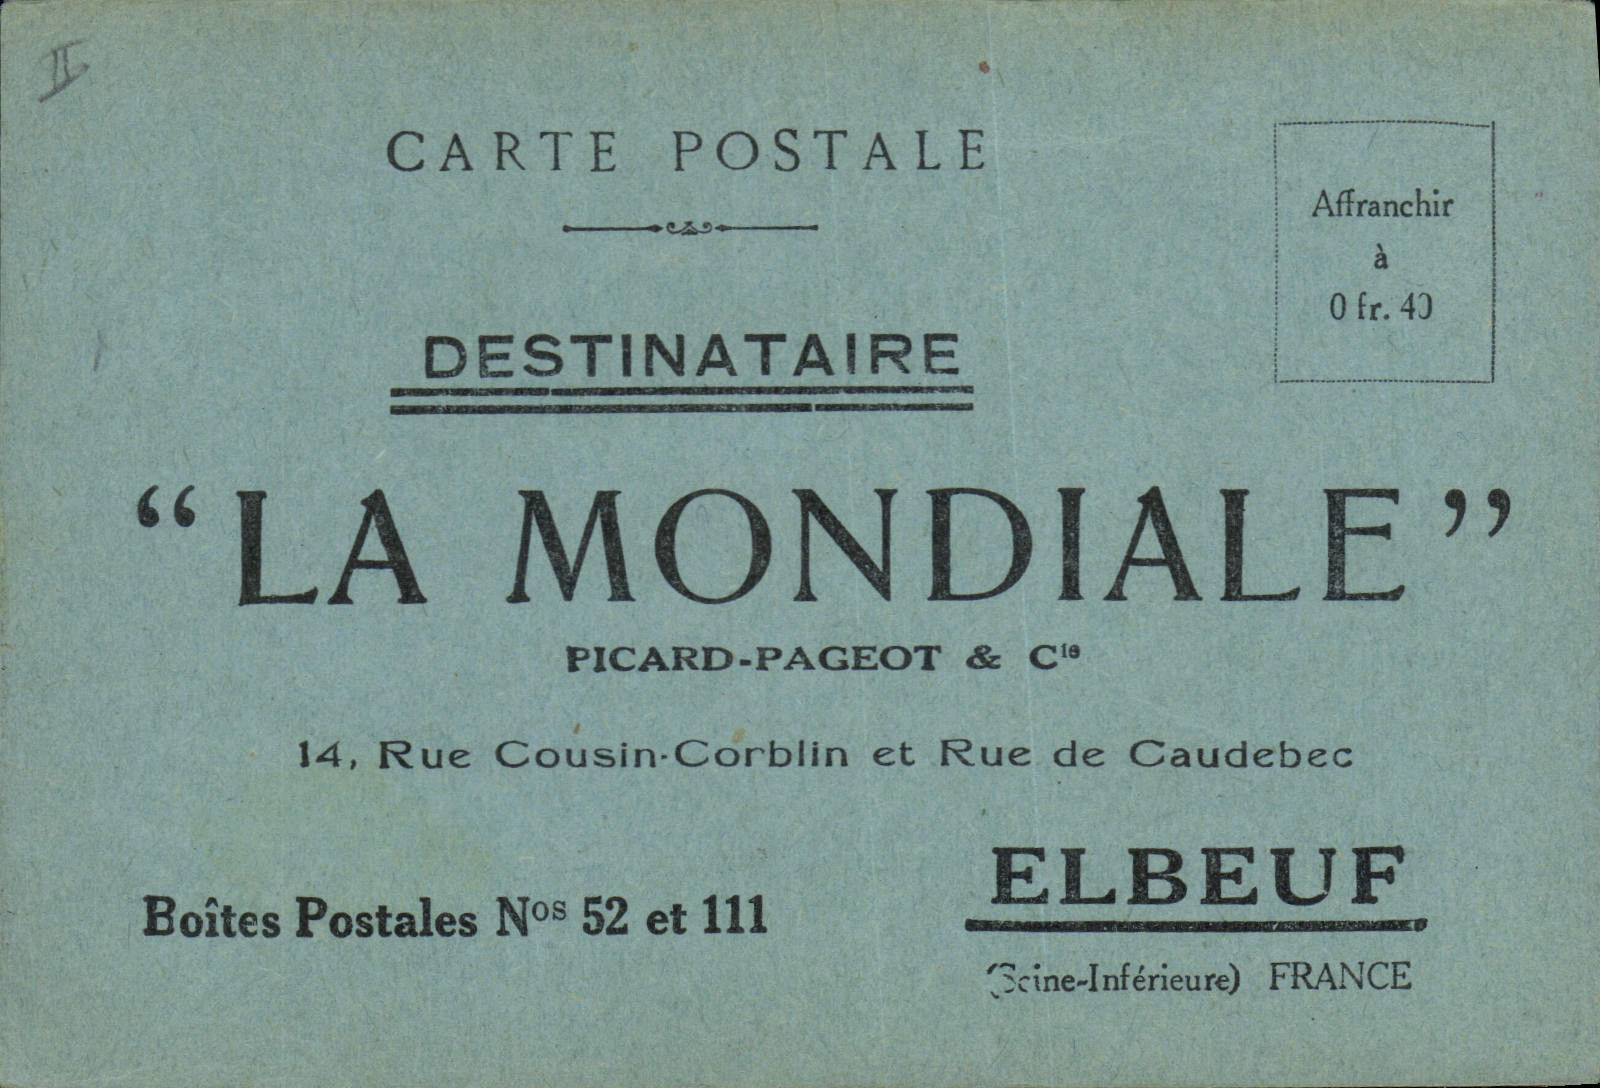 II
CARTE POSTALE
Affranchir
à
0 fr. 40
DESTINATAIRE
“LA MONDIALE”
PICARD-PAGEOT & Cie
14, Rue Cousin-Corblin et Rue de Caudebec
ELBEUF
Boîtes Postales Nos 52 et 111
(Seine-Inférieure) FRANCE